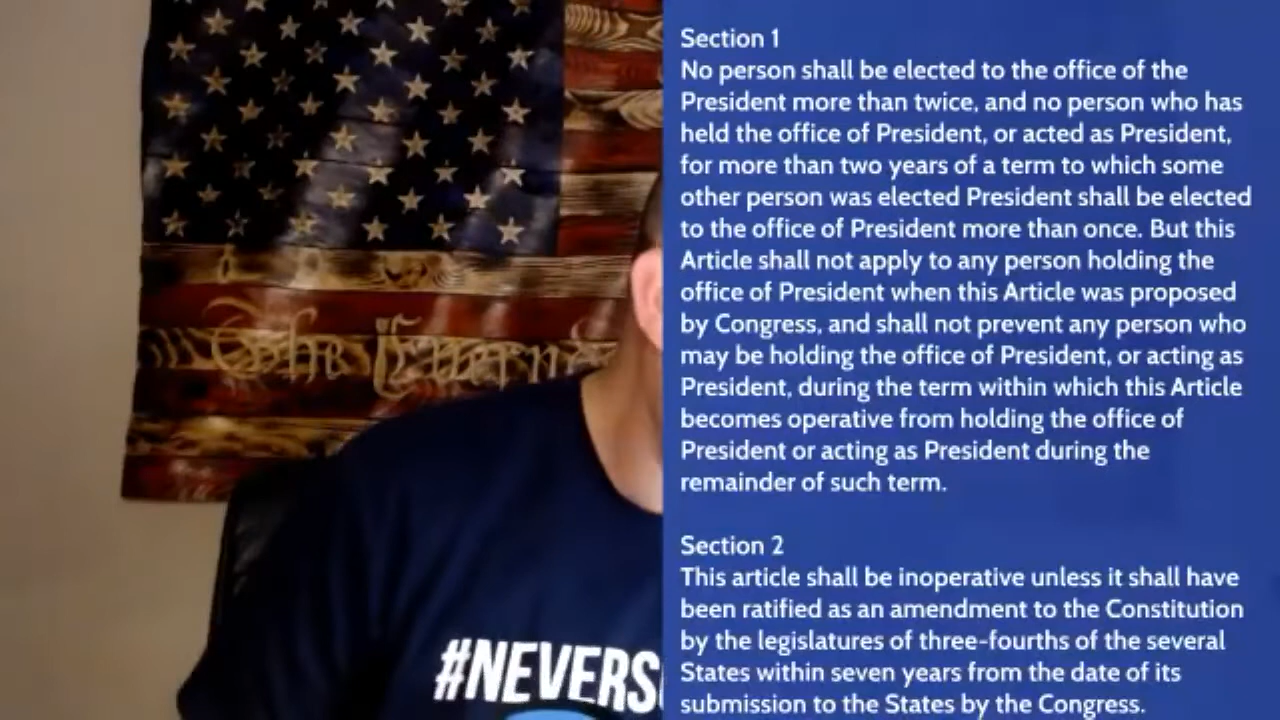 Section 1
No person shall be elected to the office of the
President more than twice, and no person who has
held the office of President, or acted as President,
for more than two years of a term to which some
other person was elected President shall be elected
to the office of President more than once. But this
Article shall not apply to any person holding the
office of President when this Article was proposed
by Congress, and shall not prevent any person who
may be holding the office of President, or acting as
President, during the term within which this Article
becomes operative from holding the office of
President or acting as President during the
remainder of such term.
Section 2
This article shall be inoperative unless it shall have
been ratified as an amendment to the Constitution
by the legislatures of three-fourths of the several
States within seven years from the date of its
submission to the States by the Congress.
#NEVERS